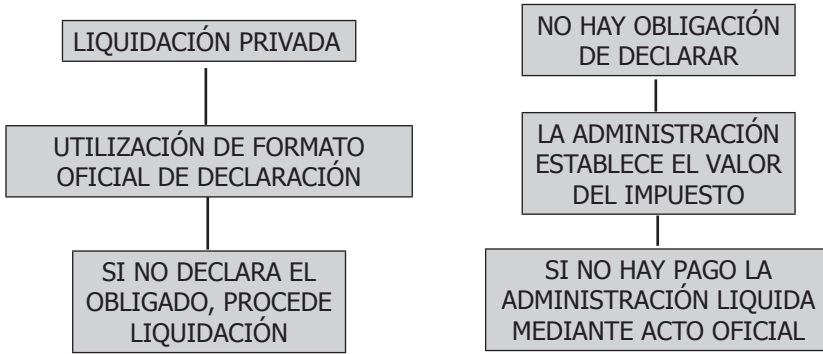 LIQUIDACIÓN PRIVADA
UTILIZACIÓN DE FORMATO
OFICIAL DE DECLARACIÓN
SI NO DECLARA EL
OBLIGADO, PROCEDE
LIQUIDACIÓN
NO HAY OBLIGACIÓN
DE DECLARAR
LA ADMINISTRACIÓN
ESTABLECE EL VALOR
DEL IMPUESTO
SI NO HAY PAGO LA
ADMINISTRACIÓN LIQUIDA
MEDIANTE ACTO OFICIAL